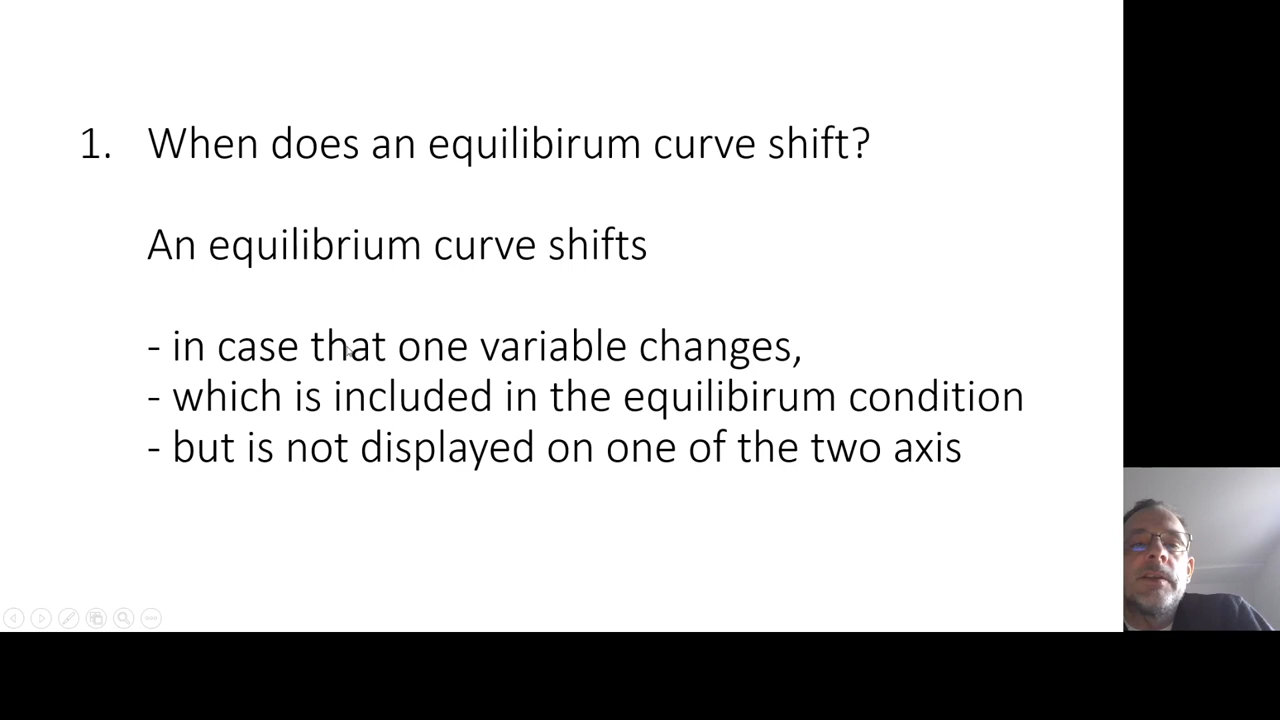 1. When does an equilibirum curve shift?
An equilibrium curve shifts
- in case that one variable changes,
- which is included in the equilibirum condition
- but is not displayed on one of the two axis